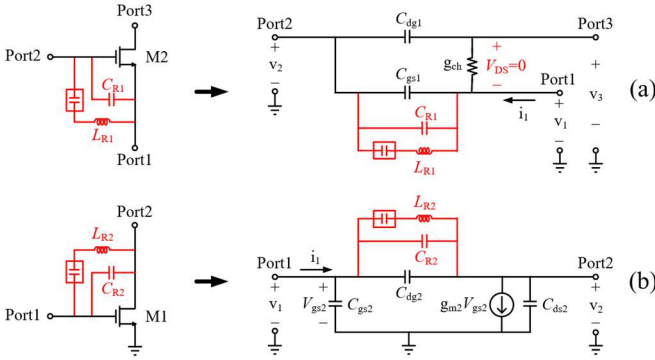 Port3
Port2
M2
C_R1
L_R1
Port1
Port2
+
v_2
−
C_dg1
g_ch
+
V_DS=0
−
Port3
C_gs1
Port1
i_1
C_R1
L_R1
+
v_1
−
+
v_3
−
(a)
Port2
L_R2
C_R2
Port1
M1
L_R2
C_R2
Port1
i_1
C_dg2
Port2
+
v_1
−
+
V_gs2
−
C_gs2
g_m2V_gs2
C_ds2
+
v_2
−
(b)